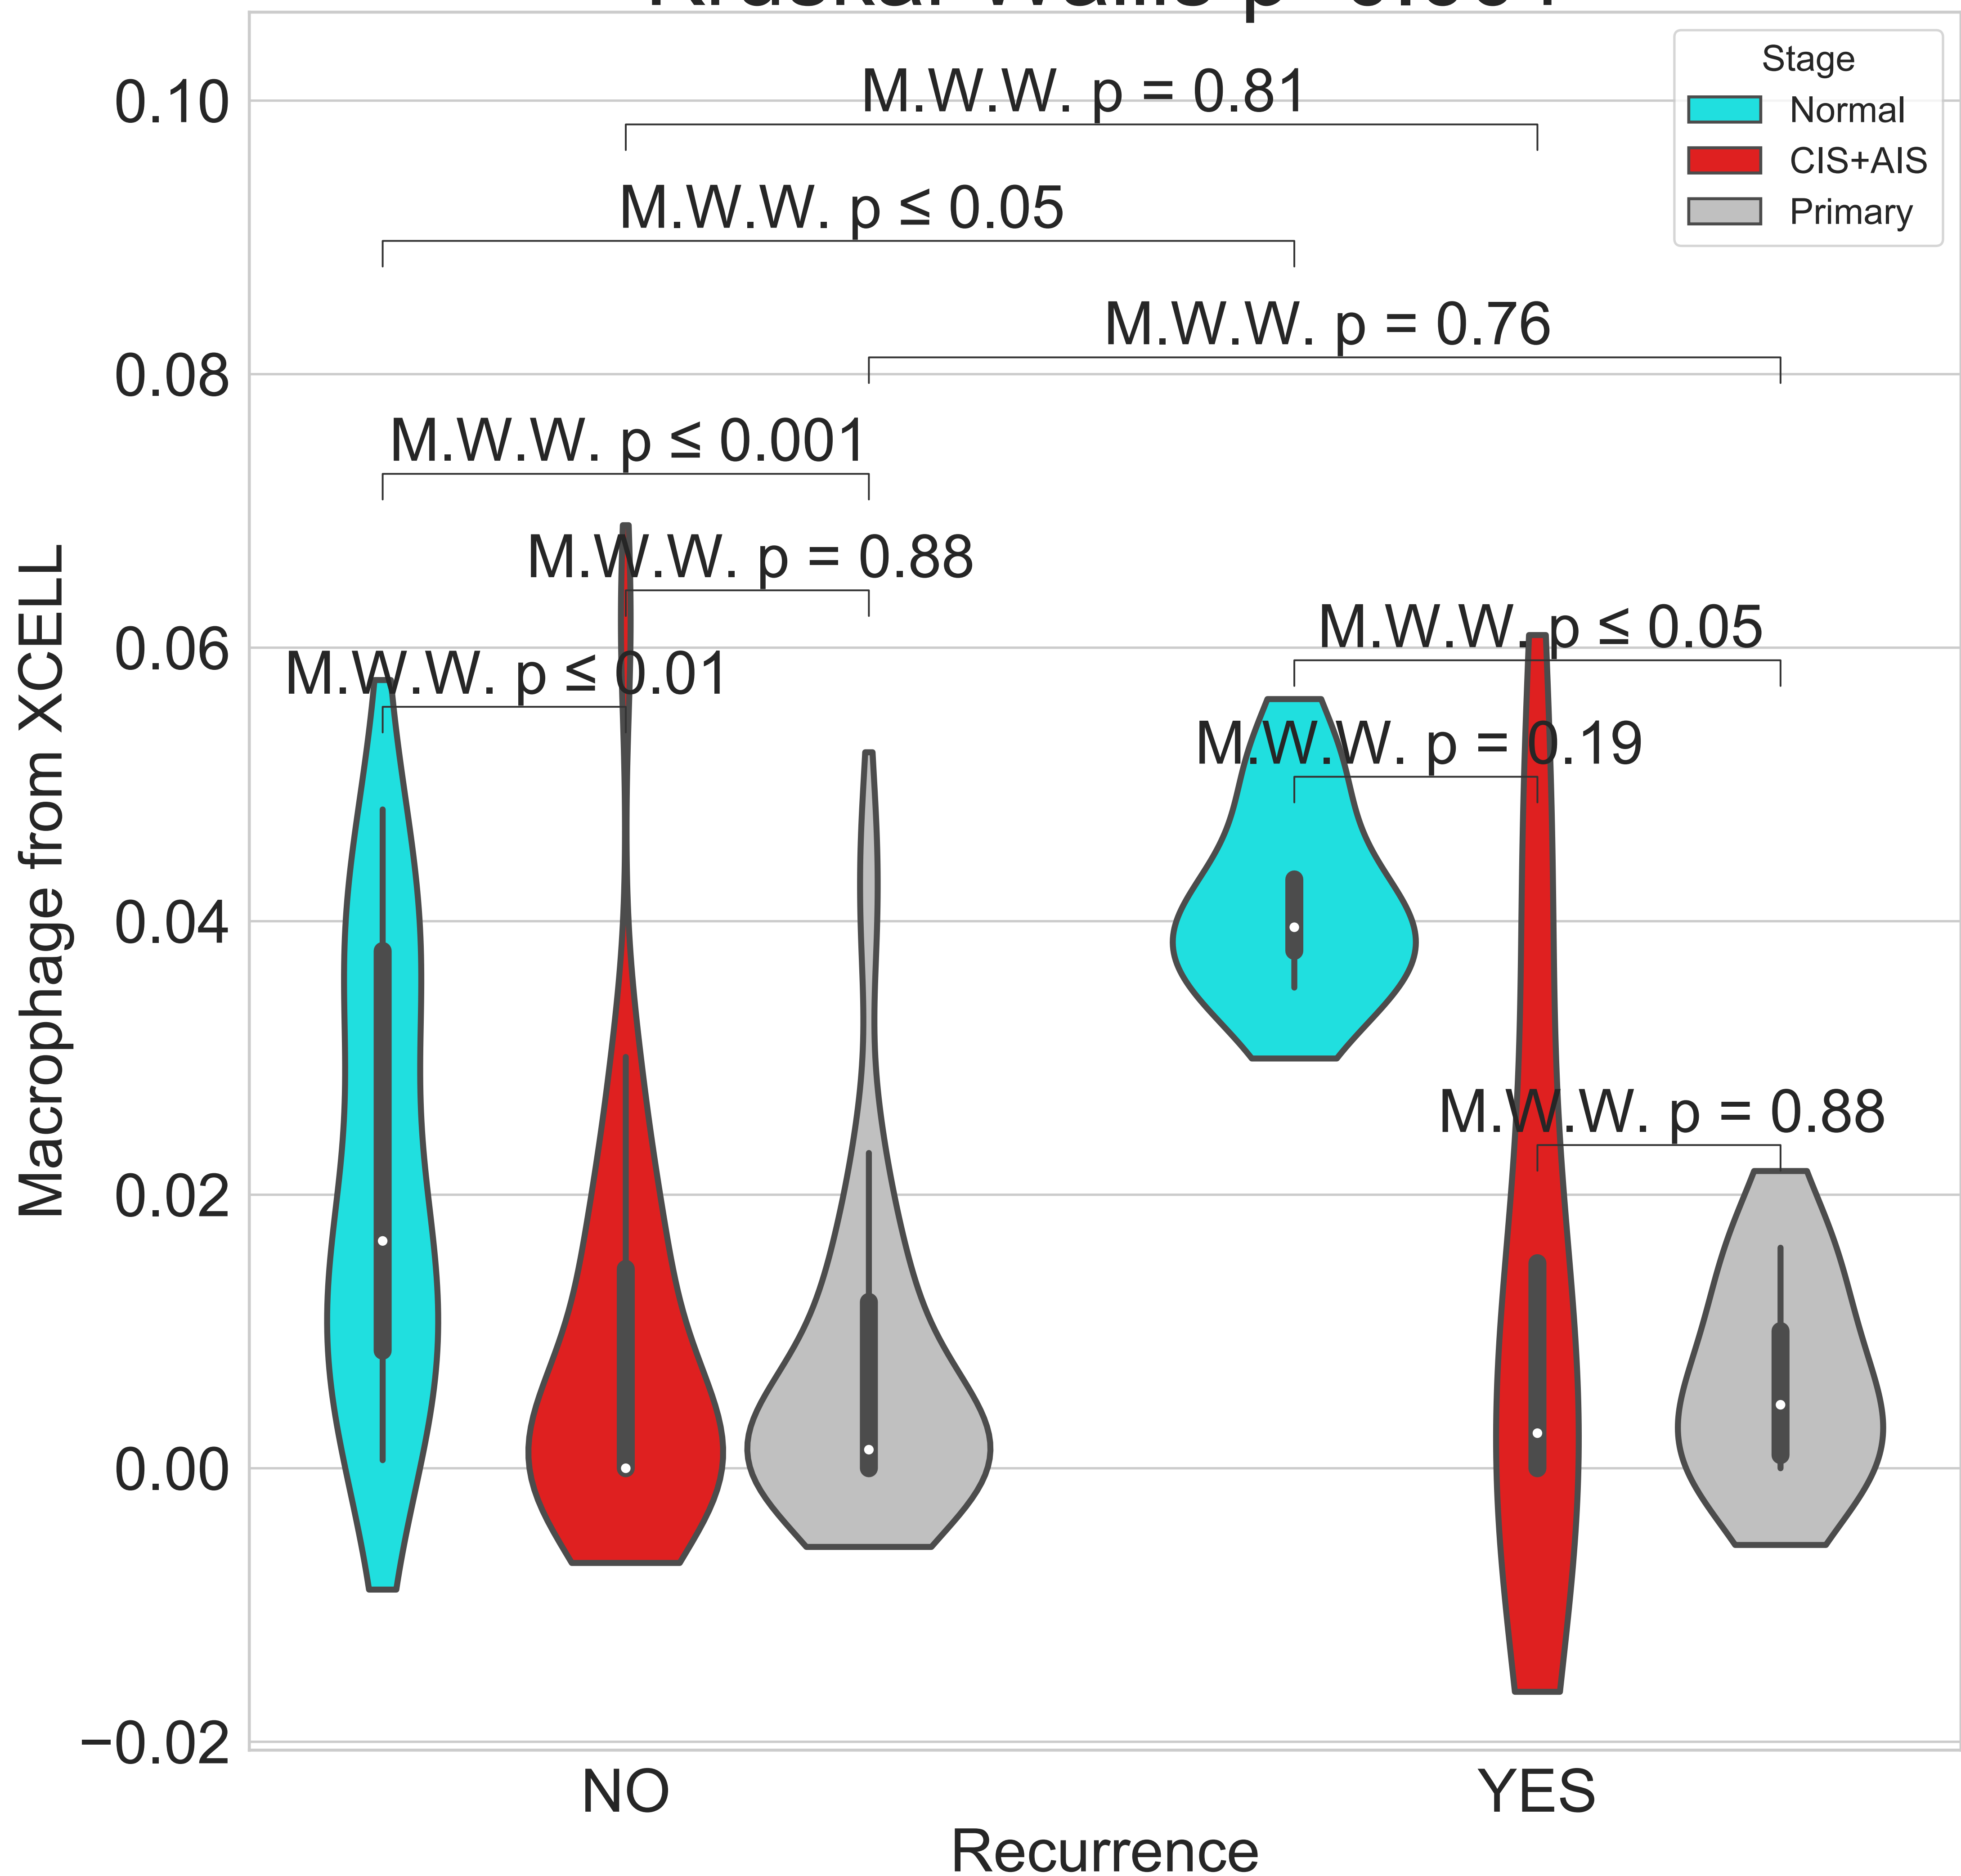 Stage
Normal
CIS+AIS
Primary
M.W.W. p = 0.81
M.W.W. p ≤ 0.05
M.W.W. p = 0.76
M.W.W. p ≤ 0.001
M.W.W. p = 0.88
M.W.W. p ≤ 0.05
M.W.W. p ≤ 0.01
M.W.W. p = 0.19
M.W.W. p = 0.88
0.10
0.08
0.06
0.04
0.02
0.00
−0.02
Macrophage from XCELL
NO
YES
Recurrence